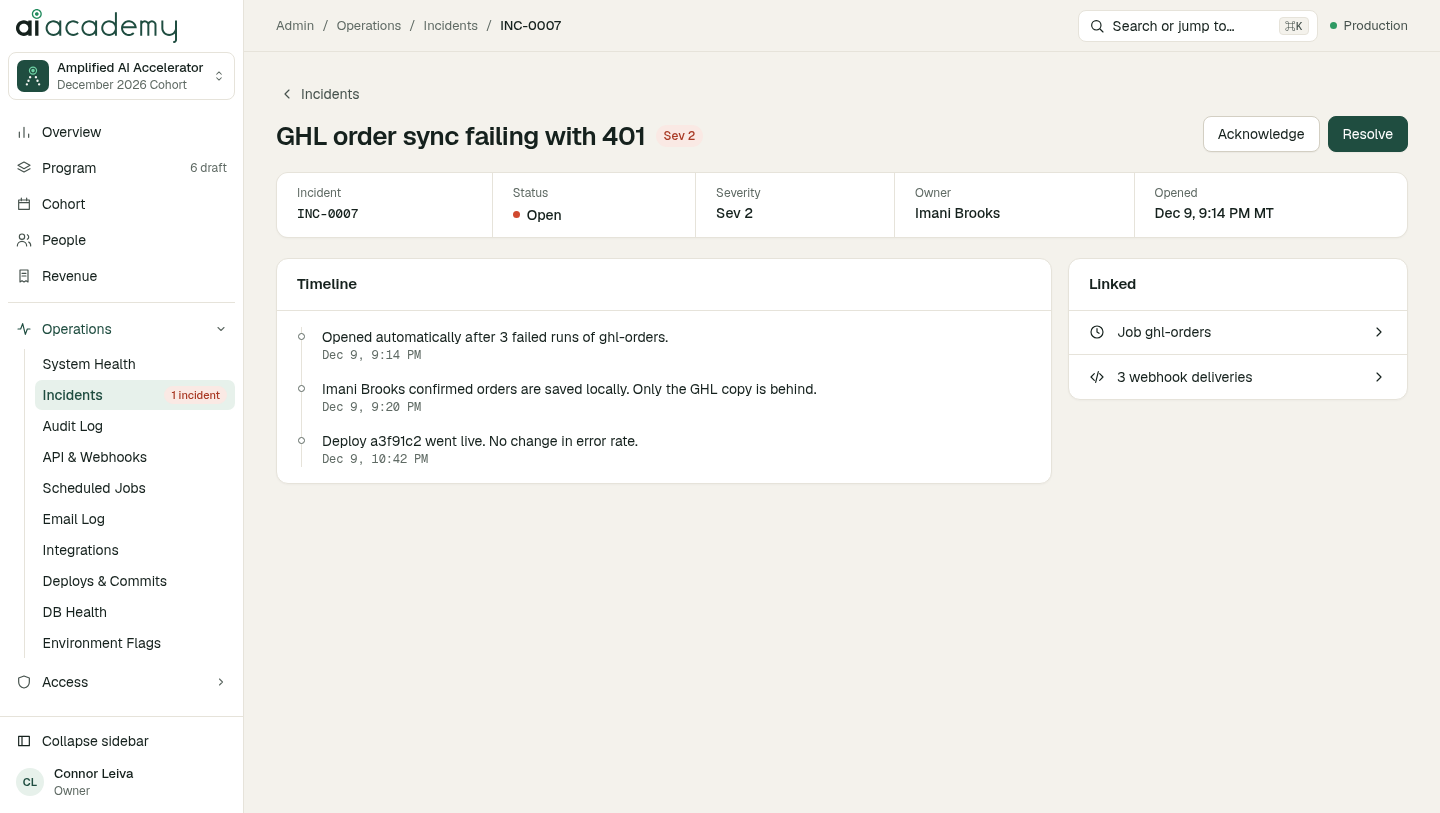 ai academy
Amplified AI Accelerator
December 2026 Cohort
Overview
Program 6 draft
Cohort
People
Revenue
Operations
System Health
Incidents 1 incident
Audit Log
API & Webhooks
Scheduled Jobs
Email Log
Integrations
Deploys & Commits
DB Health
Environment Flags
Access
Collapse sidebar
CL
Connor Leiva
Owner
Admin / Operations / Incidents / INC-0007
Search or jump to… ⌘K
Production
Incidents
GHL order sync failing with 401 Sev 2
Acknowledge
Resolve
Incident
INC-0007
Status
Open
Severity
Sev 2
Owner
Imani Brooks
Opened
Dec 9, 9:14 PM MT
Timeline
Opened automatically after 3 failed runs of ghl-orders.
Dec 9, 9:14 PM
Imani Brooks confirmed orders are saved locally. Only the GHL copy is behind.
Dec 9, 9:20 PM
Deploy a3f91c2 went live. No change in error rate.
Dec 9, 10:42 PM
Linked
Job ghl-orders
3 webhook deliveries